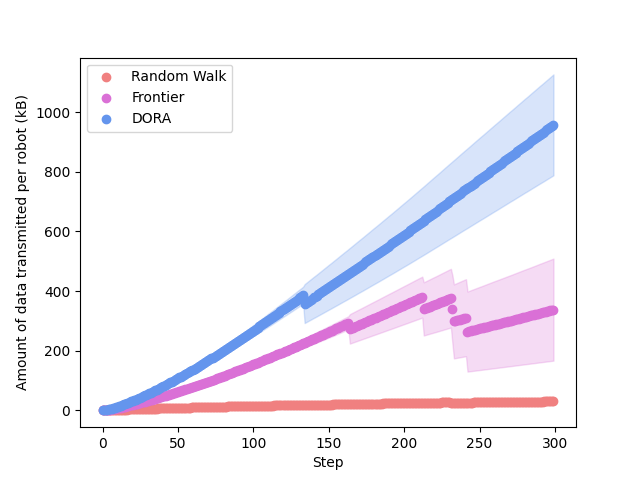 Random Walk
Frontier
DORA
Amount of data transmitted per robot (kB)
1000
800
600
400
200
0
0 50 100 150 200 250 300
Step